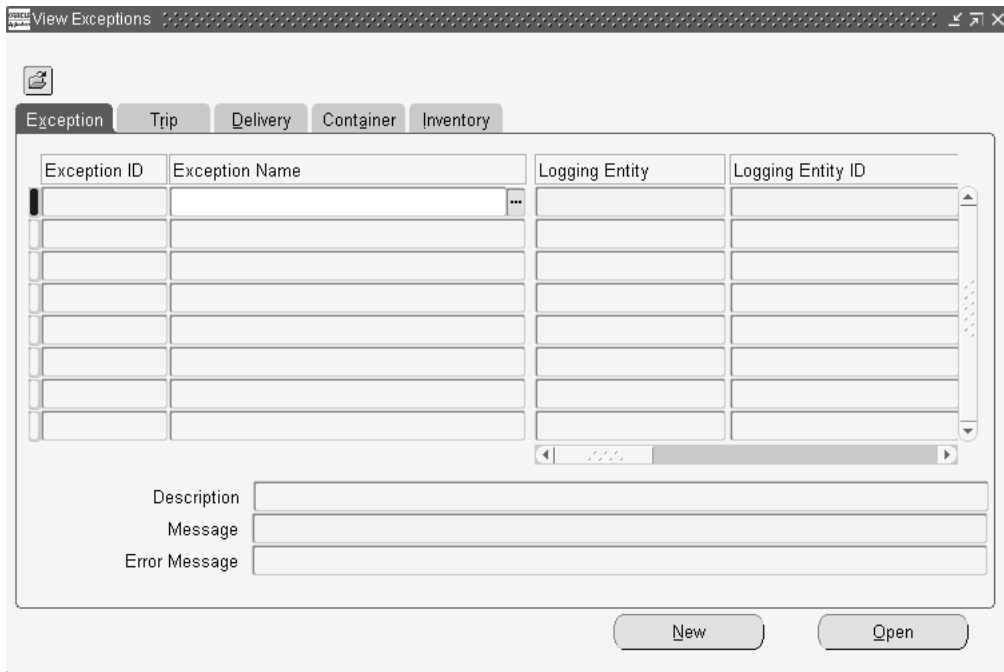 ORACLE View Exceptions
Exception Trip Delivery Container Inventory
Exception ID Exception Name Logging Entity Logging Entity ID
...
Description
Message
Error Message
New Open